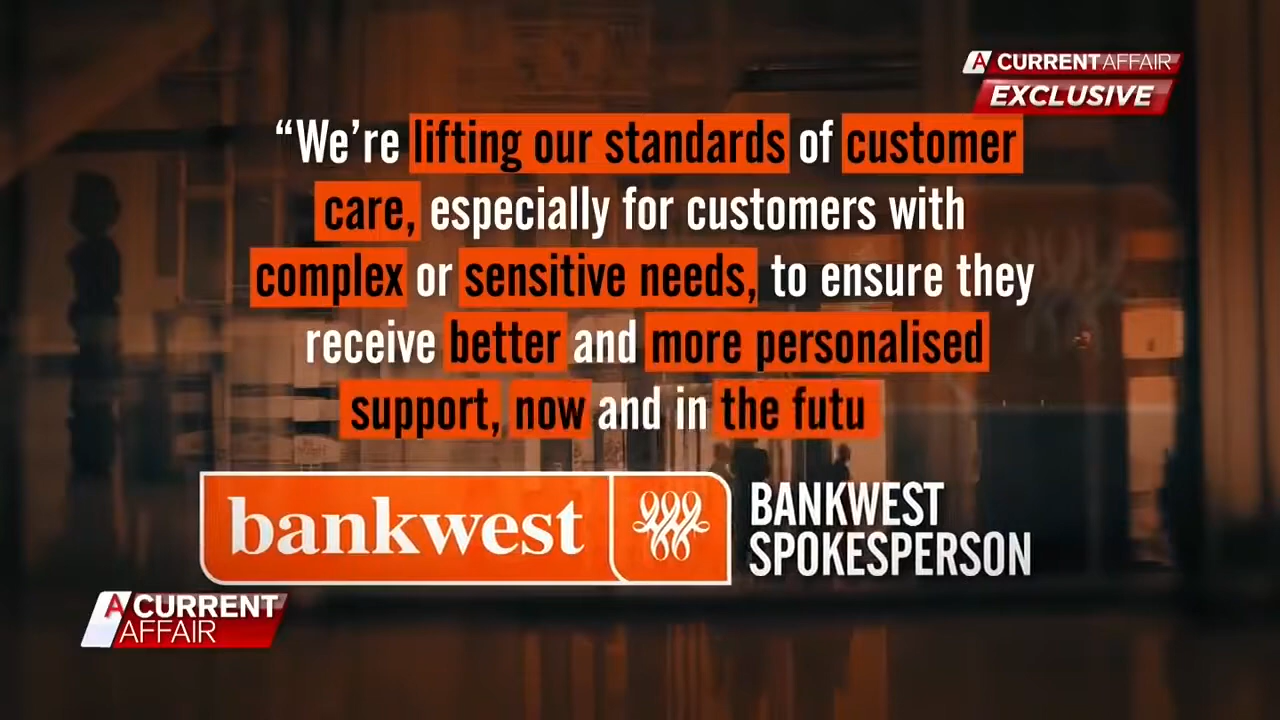 A CURRENT AFFAIR
EXCLUSIVE
“We’re lifting our standards of customer
care, especially for customers with
complex or sensitive needs, to ensure they
receive better and more personalised
support, now and in the futu
bankwest
BANKWEST
SPOKESPERSON
A CURRENT
AFFAIR